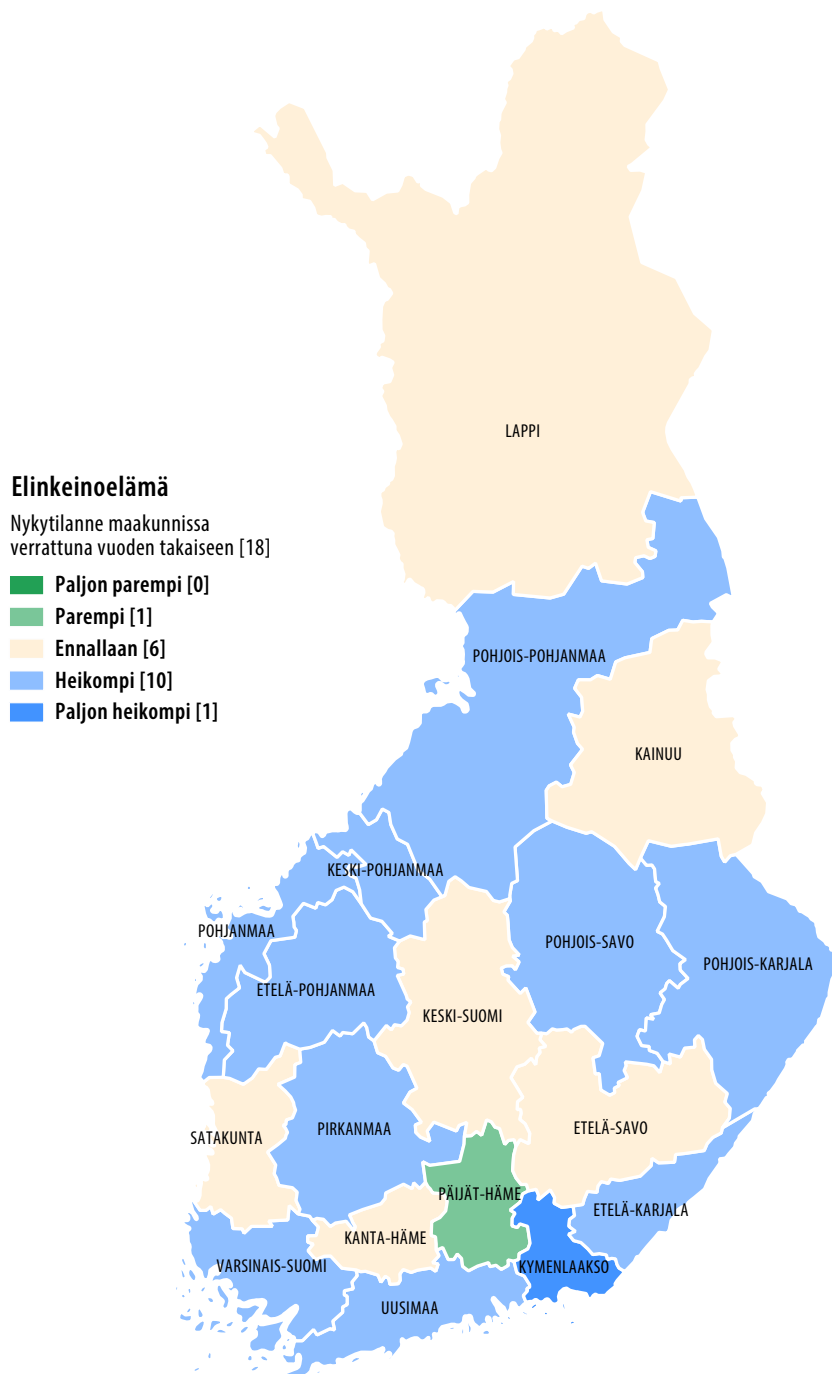 LAPPI
Elinkeinoelämä
Nykytilanne maakunnissa
verrattuna vuoden takaiseen [18]
Paljon parempi [0]
Parempi [1]
Ennallaan [6]
Heikompi [10]
Paljon heikompi [1]
POHJOIS-POHJANMAA
KAINUU
KESKI-POHJANMAA
POHJANMAA
POHJOIS-SAVO
POHJOIS-KARJALA
ETELÄ-POHJANMAA
KESKI-SUOMI
SATAKUNTA
PIRKANMAA
ETELÄ-SAVO
PÄIJÄT-HÄME
ETELÄ-KARJALA
KANTA-HÄME
VARSINAIS-SUOMI
KYMENLAAKSO
UUSIMAA